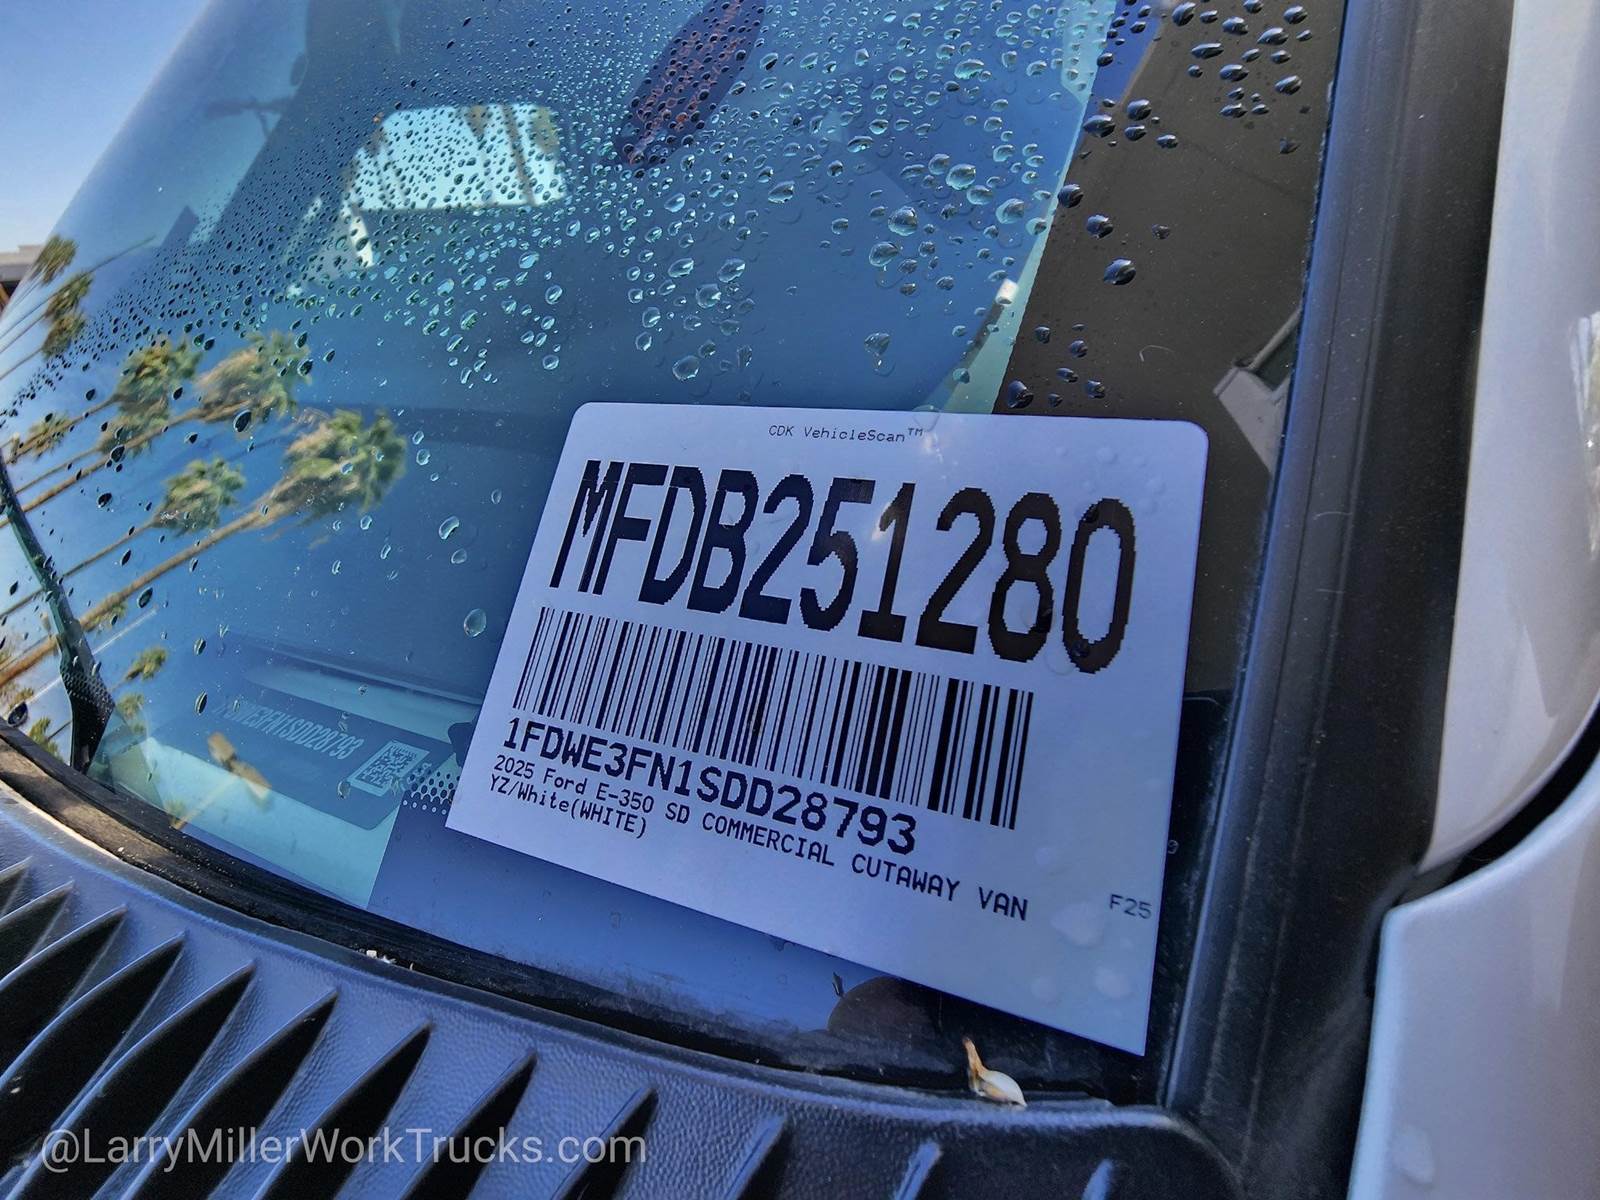 CDK VehicleScan™
MFDB251280
1FDWE3FN1SDD28793
2025 Ford E-350 SD COMMERCIAL CUTAWAY VAN
YZ/White(WHITE)
F25
@LarryMillerWorkTrucks.com